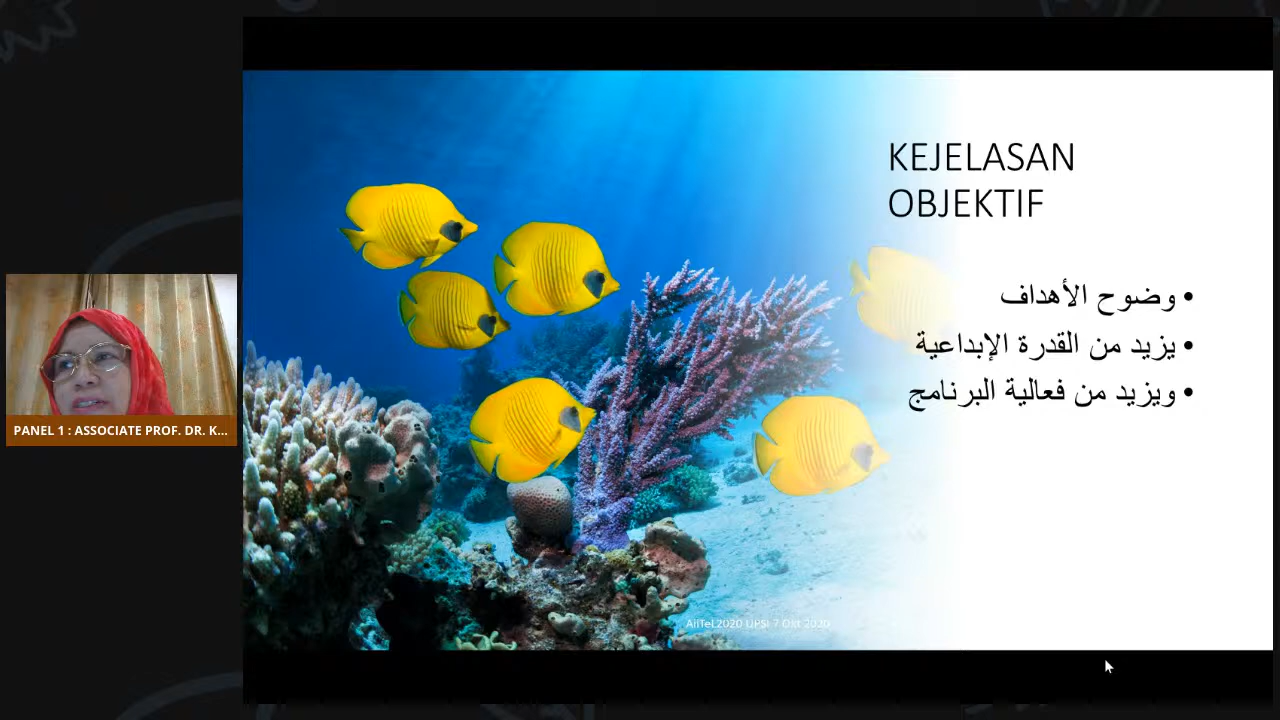 KEJELASAN
OBJEKTIF
• وضوح الأهداف
• يزيد من القدرة الإبداعية
• ويزيد من فعالية البرنامج
PANEL 1 : ASSOCIATE PROF. DR. K...
AIITeL2020 UPSI 7 Okt 2020